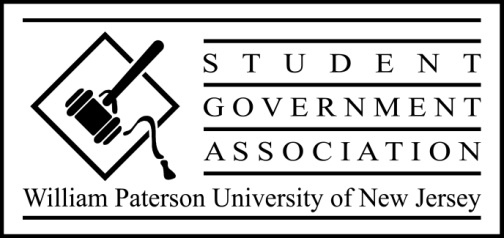 STUDENT
GOVERNMENT
ASSOCIATION
William Paterson University of New Jersey